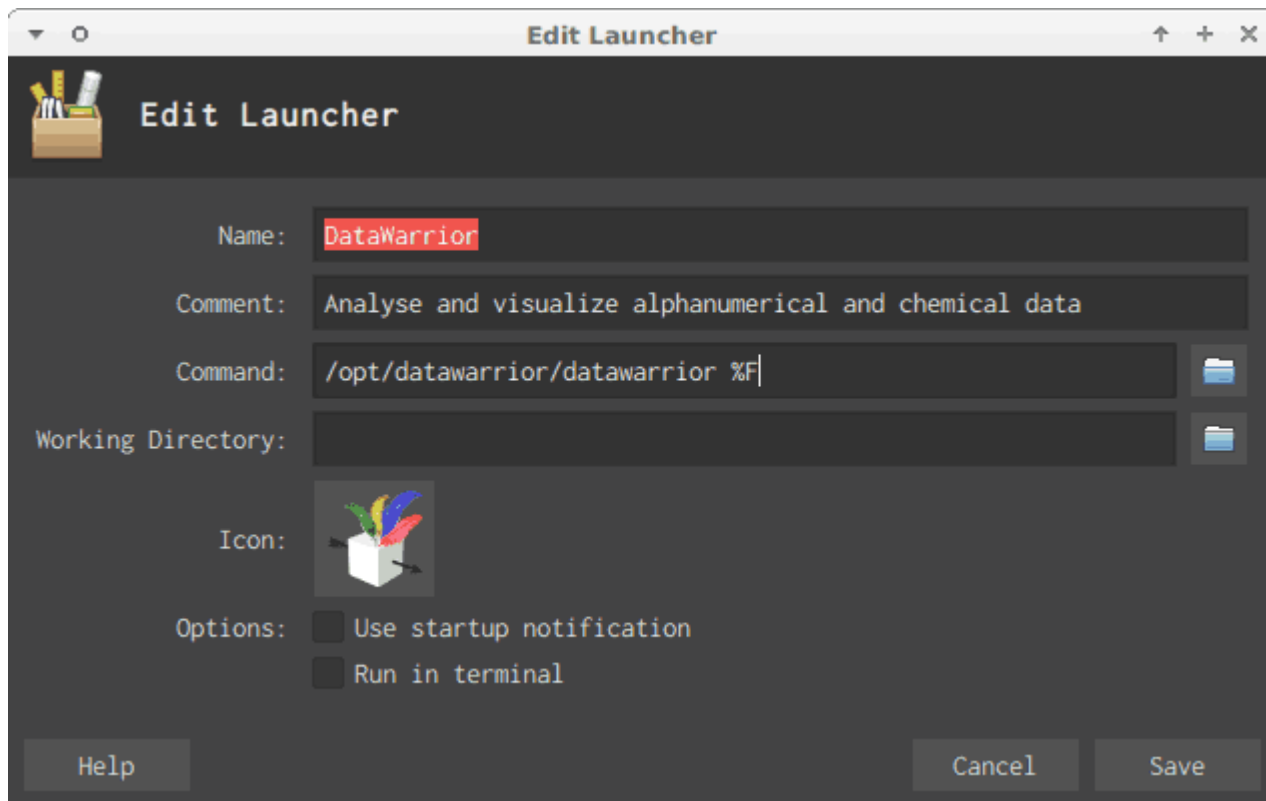 Edit Launcher
Edit Launcher
Name: DataWarrior
Comment: Analyse and visualize alphanumerical and chemical data
Command: /opt/datawarrior/datawarrior %F
Working Directory:
Icon:
Options: Use startup notification
Run in terminal
Help Cancel Save